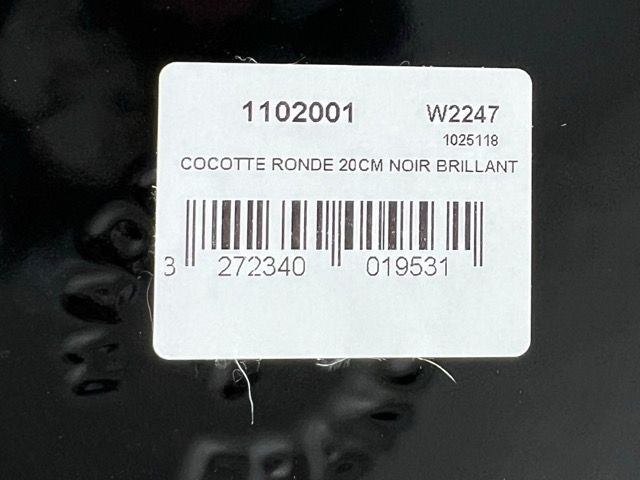 1102001 W2247
1025118
COCOTTE RONDE 20CM NOIR BRILLANT
3 272340 019531